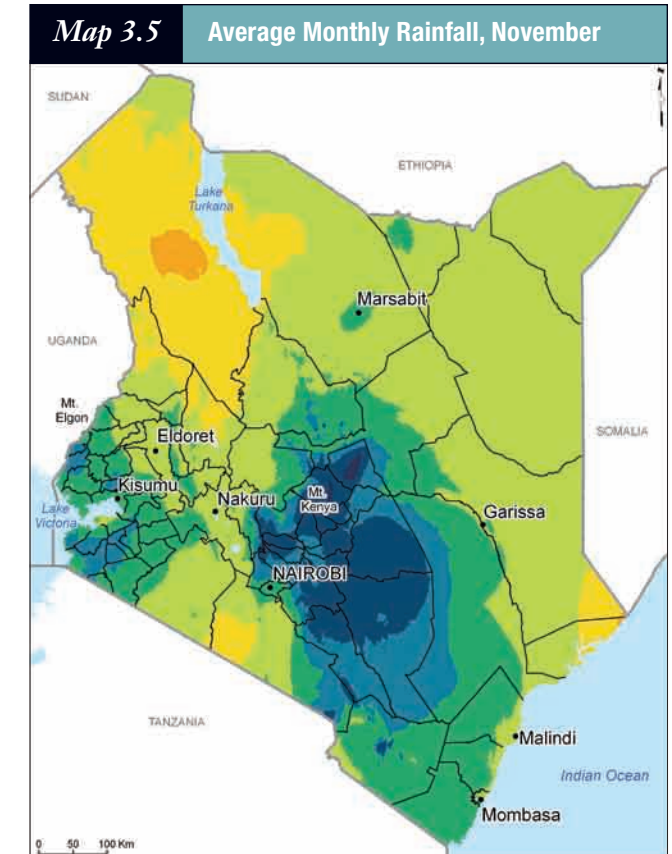 Map 3.5
Average Monthly Rainfall, November
SUDAN
ETHIOPIA
Lake
Turkana
Marsabit
UGANDA
Mt.
Elgon
Eldoret
SOMALIA
Kisumu
Nakuru
Mt.
Kenya
Garissa
Lake
Victoria
NAIROBI
TANZANIA
Malindi
Indian Ocean
Mombasa
0 50 100 Km